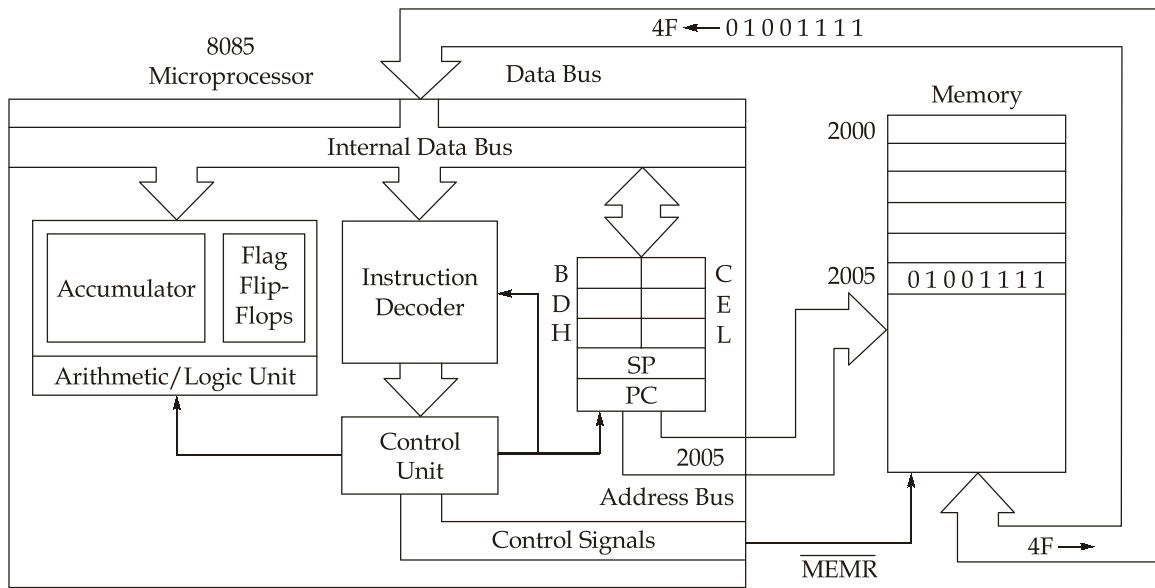 4F ← 0 1 0 0 1 1 1 1
8085
Microprocessor
Data Bus
Memory
2000
Internal Data Bus
Accumulator
Flag
Flip-
Flops
Arithmetic/Logic Unit
Instruction
Decoder
B C
D E
H L
SP
PC
2005
0 1 0 0 1 1 1 1
Control
Unit
2005
Address Bus
Control Signals
M̅E̅M̅R̅
4F →